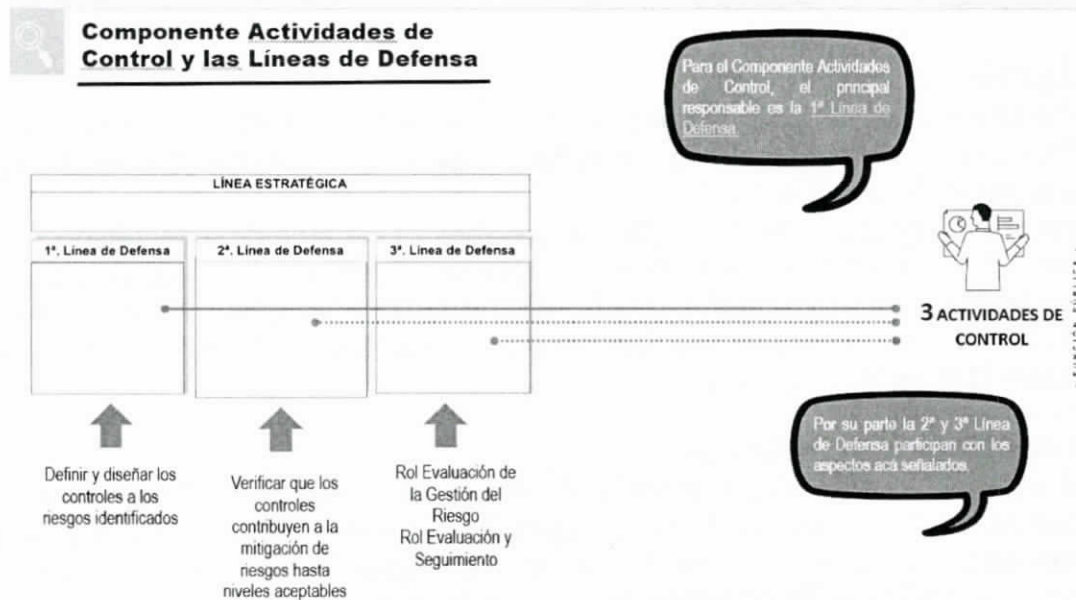 Componente Actividades de
Control y las Líneas de Defensa
Para el Componente Actividades
de Control, el principal
responsable es la 1ª Línea de
Defensa.
LÍNEA ESTRATÉGICA
1ª. Línea de Defensa
2ª. Línea de Defensa
3ª. Línea de Defensa
3 ACTIVIDADES DE
CONTROL
FUNCIÓN PÚBLICA
Definir y diseñar los
controles a los
riesgos identificados
Verificar que los
controles
contribuyen a la
mitigación de
riesgos hasta
niveles aceptables
Rol Evaluación de
la Gestión del
Riesgo
Rol Evaluación y
Seguimiento
Por su parte la 2ª y 3ª Línea
de Defensa participan con los
aspectos acá señalados.